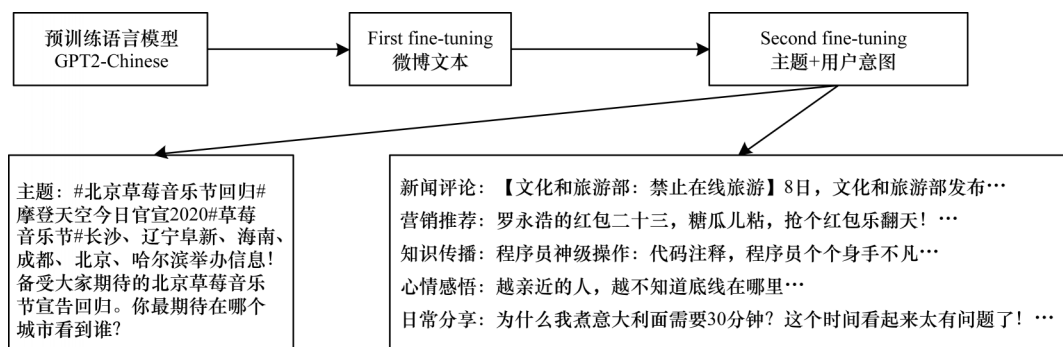 预训练语言模型
GPT2-Chinese
First fine-tuning
微博文本
Second fine-tuning
主题+用户意图
主题：#北京草莓音乐节回归#
摩登天空今日官宣2020#草莓
音乐节#长沙、辽宁阜新、海南、
成都、北京、哈尔滨举办信息！
备受大家期待的北京草莓音乐
节宣告回归。你最期待在哪个
城市看到谁？
新闻评论：【文化和旅游部：禁止在线旅游】8日，文化和旅游部发布…
营销推荐：罗永浩的红包二十三，糖瓜儿粘，抢个红包乐翻天！…
知识传播：程序员神级操作：代码注释，程序员个个身手不凡…
心情感悟：越亲近的人，越不知道底线在哪里…
日常分享：为什么我煮意大利面需要30分钟？这个时间看起来太有问题了！…